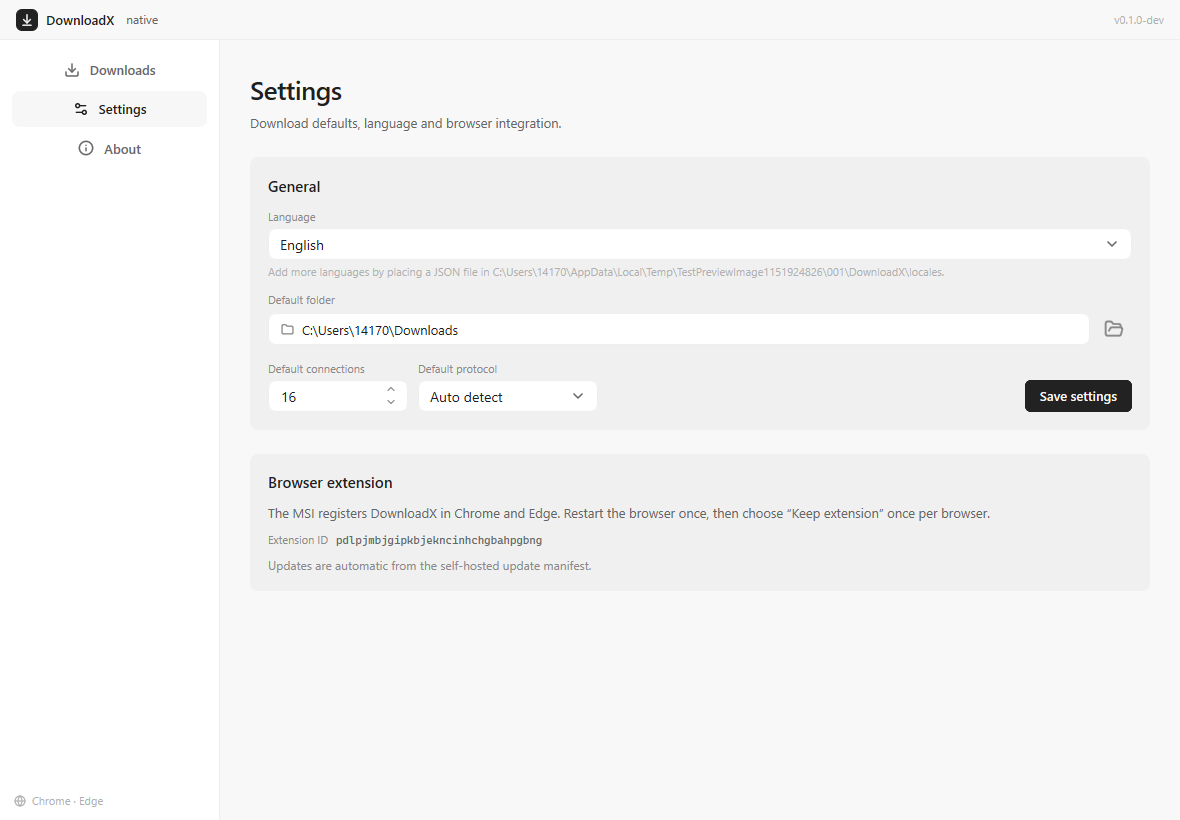 DownloadX native
v0.1.0-dev
Downloads
Settings
About
Settings
Download defaults, language and browser integration.
General
Language
English
Add more languages by placing a JSON file in C:\Users\14170\AppData\Local\Temp\TestPreviewImage1151924826\001\DownloadX\locales.
Default folder
C:\Users\14170\Downloads
Default connections
Default protocol
16
Auto detect
Save settings
Browser extension
The MSI registers DownloadX in Chrome and Edge. Restart the browser once, then choose “Keep extension” once per browser.
Extension ID pdlpjmbjgipkbjekncinhchgbahpgbng
Updates are automatic from the self-hosted update manifest.
Chrome · Edge